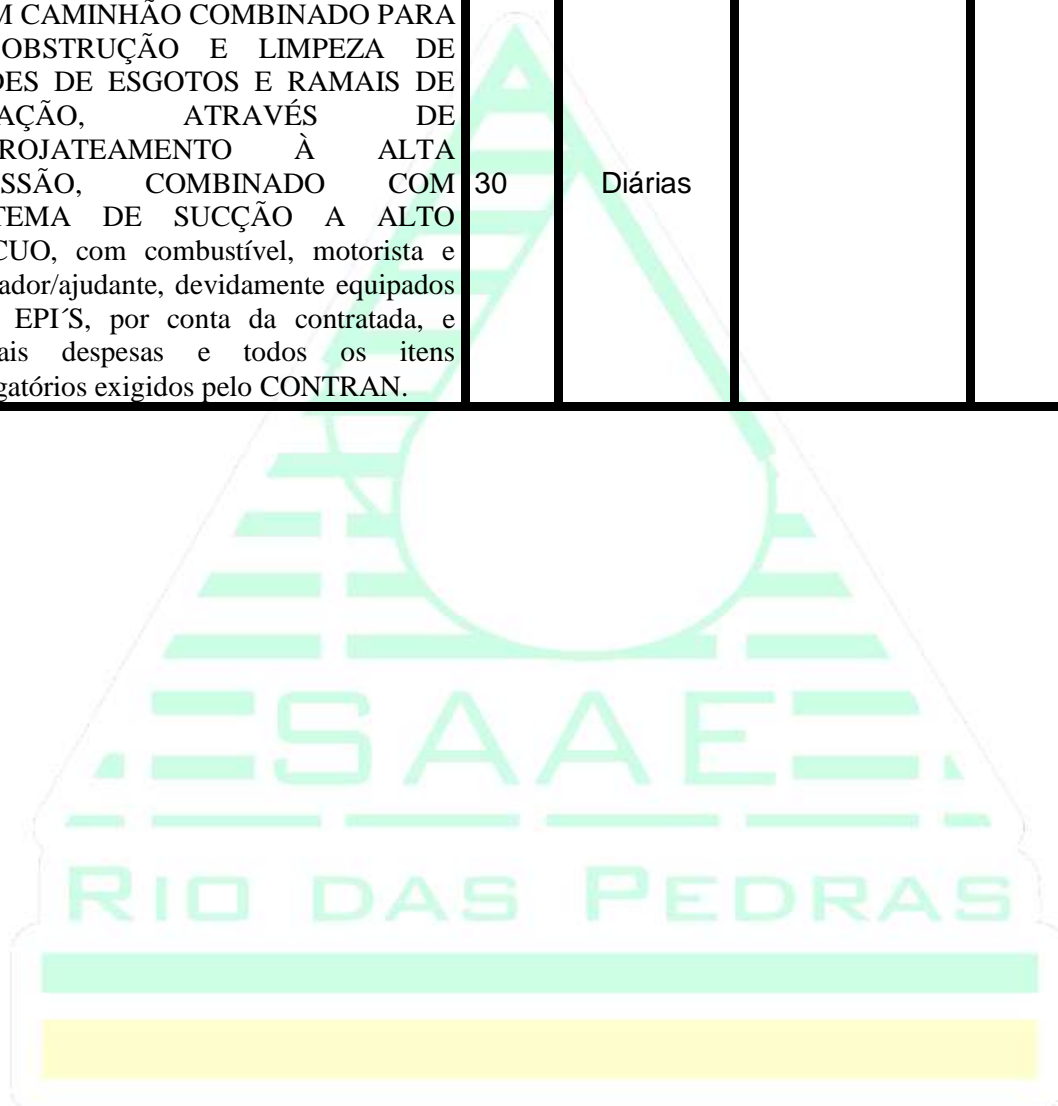 M CAMINHÃO COMBINADO PARA
OBSTRUÇÃO E LIMPEZA DE
DES DE ESGOTOS E RAMAIS DE
AÇÃO, ATRAVÉS DE
ROJATEAMENTO À ALTA
SSÃO, COMBINADO COM 30 Diárias
TEMA DE SUCÇÃO A ALTO
CUO, com combustível, motorista e
ador/ajudante, devidamente equipados
EPI´S, por conta da contratada, e
ais despesas e todos os itens
gatórios exigidos pelo CONTRAN.
SAAE
RIO DAS PEDRAS